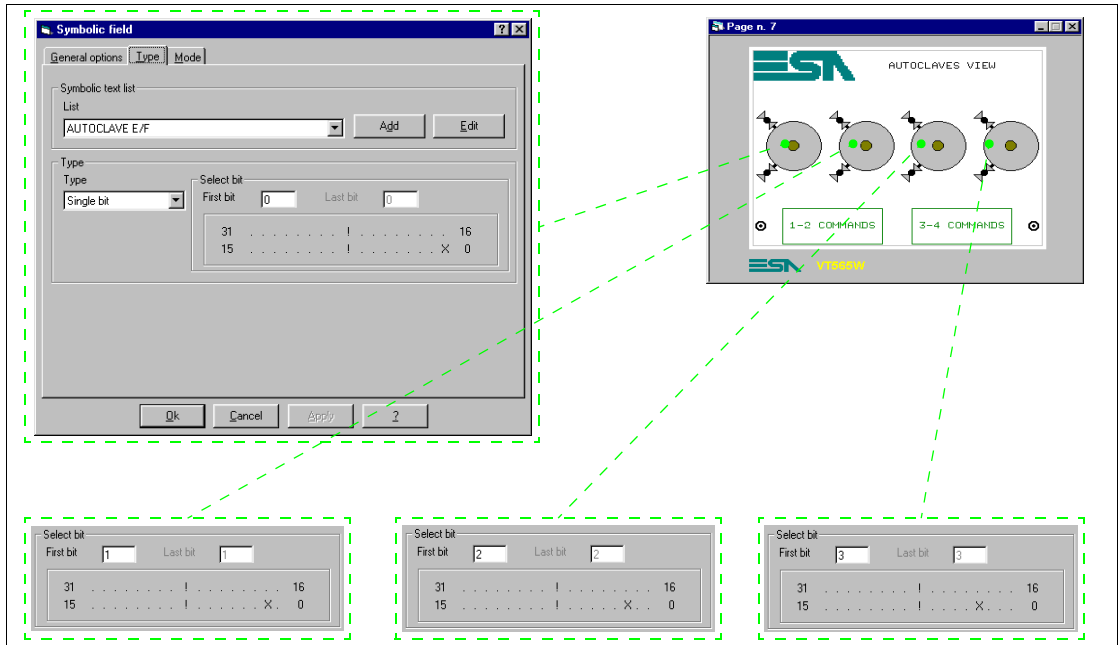 Symbolic field
General options Type Mode
Symbolic text list
List
AUTOCLAVE E/F Add Edit
Type
Type
Single bit
Select bit
First bit 0 Last bit 0
31 . . . . . . . ! . . . . . . . 16
15 . . . . . . . ! . . . . . . . X 0
Ok Cancel Apply ?
Page n. 7
ESA AUTOCLAVES VIEW
1-2 COMMANDS 3-4 COMMANDS
ESA VT565W
Select bit
First bit 1 Last bit 1
31 . . . . . . . ! . . . . . . . 16
15 . . . . . . . ! . . . . . . X . 0
Select bit
First bit 2 Last bit 2
31 . . . . . . . ! . . . . . . . 16
15 . . . . . . . ! . . . . . X . . 0
Select bit
First bit 3 Last bit 3
31 . . . . . . . ! . . . . . . . 16
15 . . . . . . . ! . . . . X . . . 0